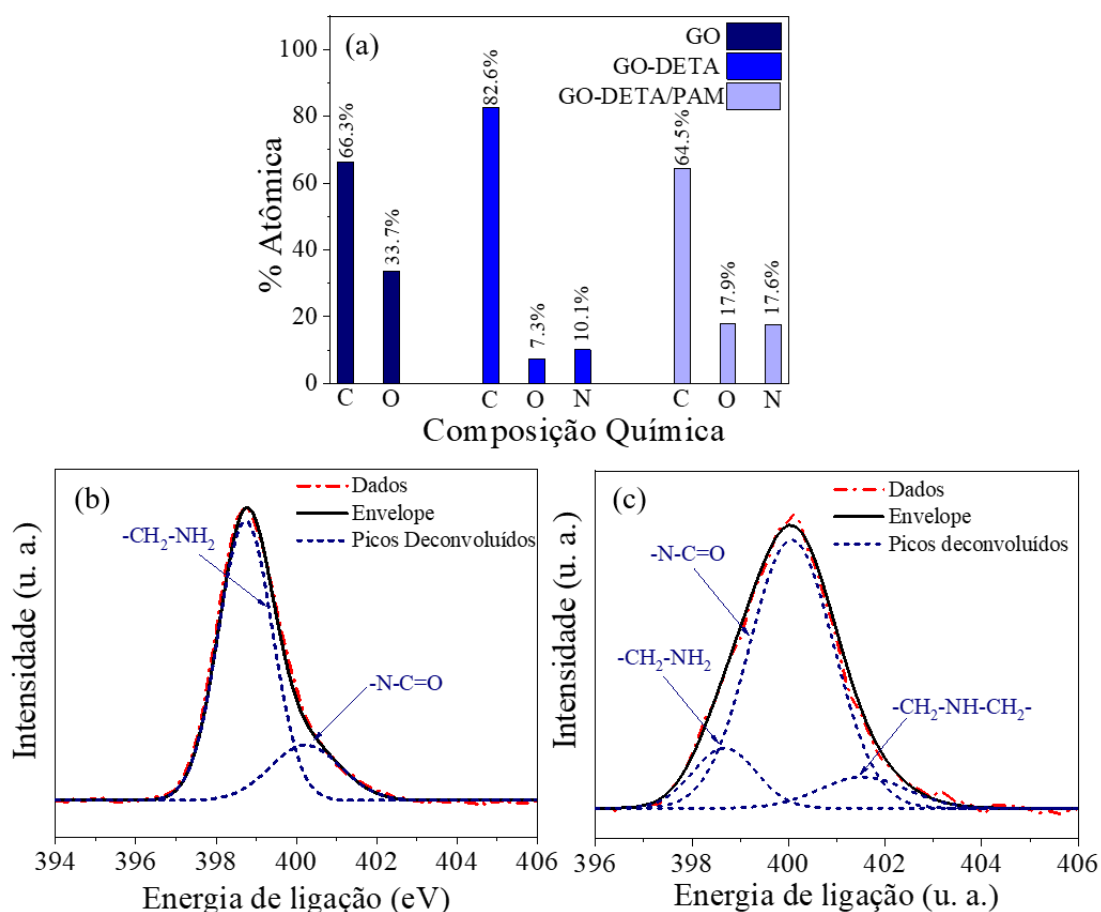 (a)
GO
GO-DETA
GO-DETA/PAM
% Atômica
100
80
60
40
20
0
66.3%
33.7%
82.6%
7.3%
10.1%
64.5%
17.9%
17.6%
C O C O N C O N
Composição Química
(b)
Dados
Envelope
Picos Deconvoluídos
-CH₂-NH₂
-N-C=O
Intensidade (u. a.)
394 396 398 400 402 404 406
Energia de ligação (eV)
(c)
Dados
Envelope
Picos deconvoluídos
-N-C=O
-CH₂-NH₂
-CH₂-NH-CH₂-
Intensidade (u. a.)
396 398 400 402 404 406
Energia de ligação (u. a.)